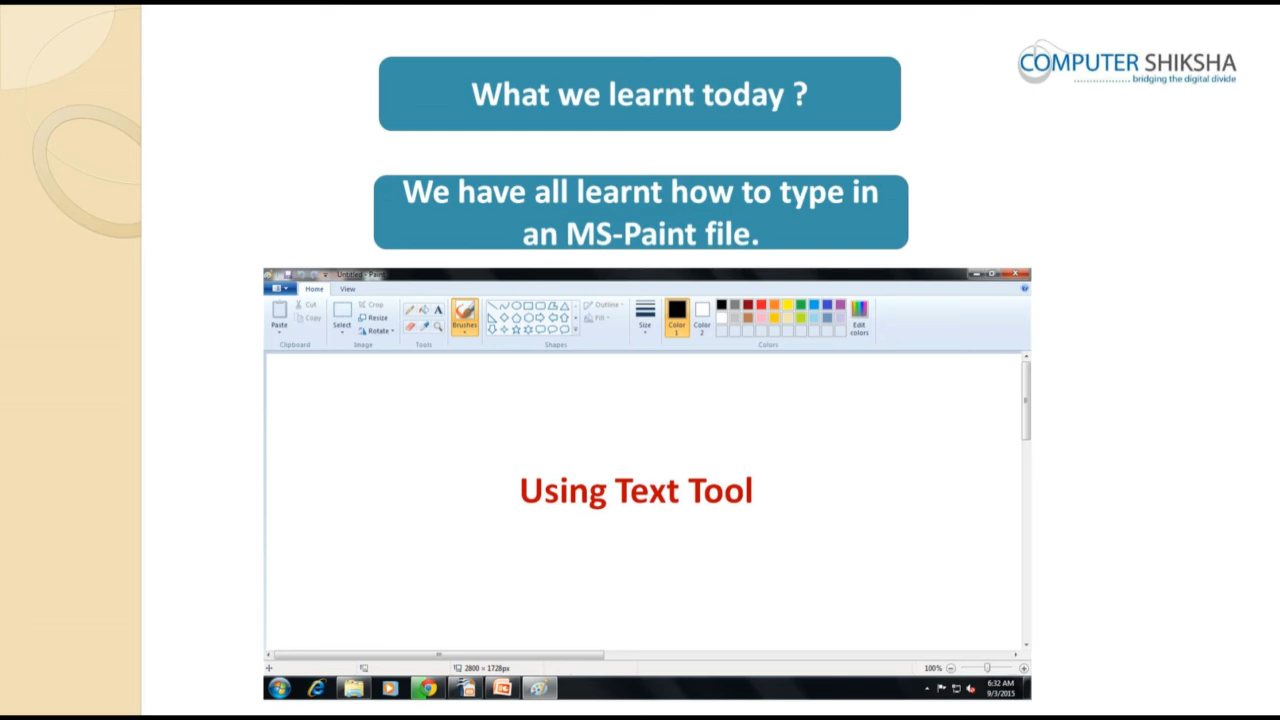 COMPUTER SHIKSHA
bridging the digital divide
What we learnt today ?
We have all learnt how to type in
an MS-Paint file.
Untitled - Paint
Home View
Paste
Cut
Copy
Clipboard
Select
Crop
Resize
Rotate
Image
A
Tools
Brushes
Shapes
Outline
Fill
Size
Color
1
Color
2
Edit
colors
Colors
Using Text Tool
2800 × 1728px
100%
6:32 AM
9/3/2015